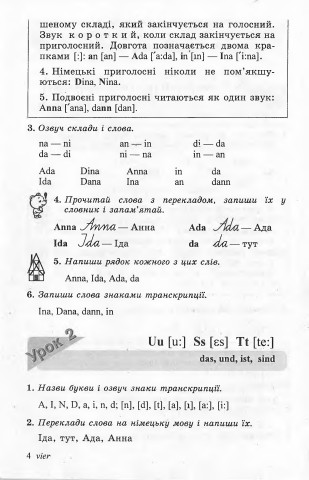 шеному складі, який закінчується на голосний.
Звук короткий, коли склад закінчується на
приголосний. Довгота позначається двома кра-
пками [:]: an [an] — Ada ['a:da], in [ın] — Ina ['i:na].
4. Німецькі приголосні ніколи не пом'якшу-
ються: Dina, Nina.
5. Подвоєні приголосні читаються як один звук:
Anna ['ana], dann [dan].
3. Озвуч склади і слова.
na — ni an — in di — da
da — di ni — na in — an
Ada Dina Anna in da
Ida Dana Ina an dann
4. Прочитай слова з перекладом, запиши їх у
словник і запам'ятай.
Anna Anna — Анна Ada Ada — Ада
Ida Ida — Іда da da — тут
5. Напиши рядок кожного з цих слів.
Anna, Ida, Ada, da
6. Запиши слова знаками транскрипції.
Ina, Dana, dann, in
Урок 2
Uu [u:] Ss [ɛs] Tt [te:]
das, und, ist, sind
1. Назви букви і озвуч знаки транскрипції.
A, I, N, D, a, i, n, d; [n], [d], [t], [a], [ı], [a:], [i:]
2. Переклади слова на німецьку мову і напиши їх.
Іда, тут, Ада, Анна
4 vier